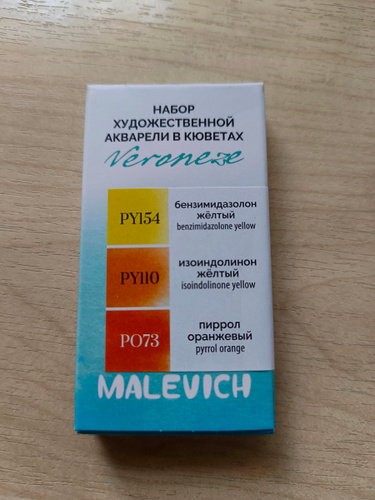 НАБОР
ХУДОЖЕСТВЕННОЙ
АКВАРЕЛИ В КЮВЕТАХ
Veroneze
PY154
бензимидазолон
жёлтый
benzimidazolone yellow
PY110
изоиндолинон
жёлтый
isoindolinone yellow
PO73
пиррол
оранжевый
pyrrol orange
MALEVICH